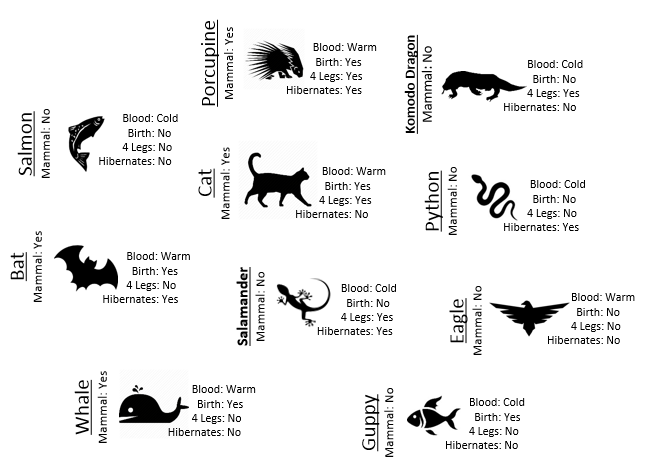 Porcupine
Mammal: Yes
Blood: Warm
Birth: Yes
4 Legs: Yes
Hibernates: Yes
Komodo Dragon
Mammal: No
Blood: Cold
Birth: No
4 Legs: Yes
Hibernates: No
Salmon
Mammal: No
Blood: Cold
Birth: No
4 Legs: No
Hibernates: No
Cat
Mammal: Yes
Blood: Warm
Birth: Yes
4 Legs: Yes
Hibernates: No
Python
Mammal: No
Blood: Cold
Birth: No
4 Legs: No
Hibernates: Yes
Bat
Mammal: Yes
Blood: Warm
Birth: Yes
4 Legs: No
Hibernates: Yes
Salamander
Mammal: No
Blood: Cold
Birth: No
4 Legs: Yes
Hibernates: Yes
Eagle
Mammal: No
Blood: Warm
Birth: No
4 Legs: No
Hibernates: No
Whale
Mammal: Yes
Blood: Warm
Birth: Yes
4 Legs: No
Hibernates: No
Guppy
Mammal: No
Blood: Cold
Birth: Yes
4 Legs: No
Hibernates: No